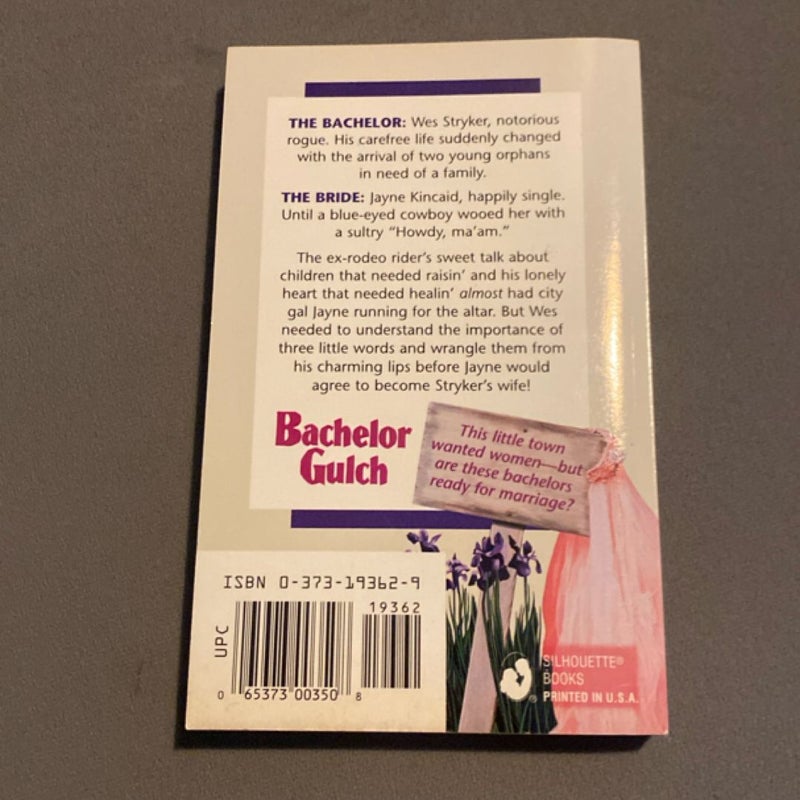 THE BACHELOR: Wes Stryker, notorious
rogue. His carefree life suddenly changed
with the arrival of two young orphans
in need of a family.
THE BRIDE: Jayne Kincaid, happily single.
Until a blue-eyed cowboy wooed her with
a sultry “Howdy, ma’am.”
The ex-rodeo rider’s sweet talk about
children that needed raisin’ and his lonely
heart that needed healin’ almost had city
gal Jayne running for the altar. But Wes
needed to understand the importance of
three little words and wrangle them from
his charming lips before Jayne would
agree to become Stryker’s wife!
Bachelor
Gulch
This little town
wanted women—but
are these bachelors
ready for marriage?
ISBN 0-373-19362-9
19362
UPC
0 65373 00350 8
SILHOUETTE®
BOOKS
® PRINTED IN U.S.A.